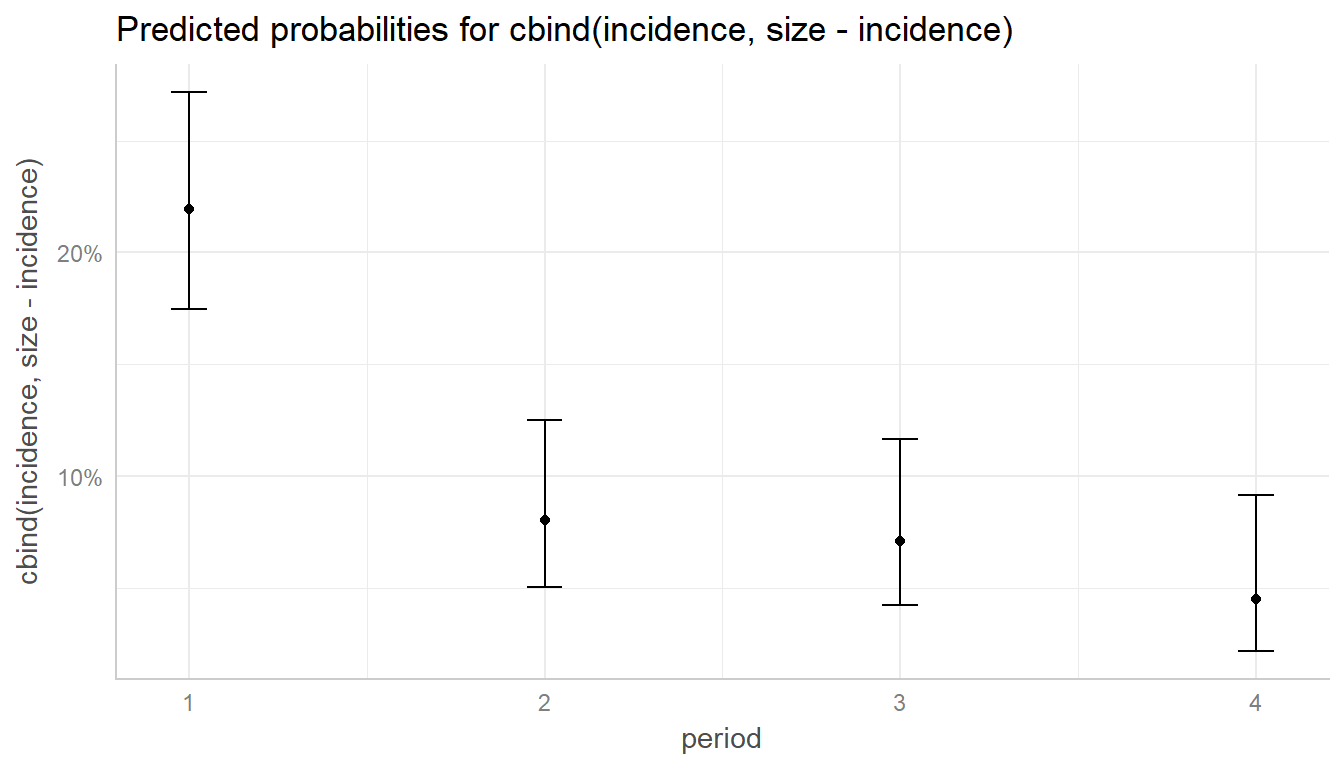 Predicted probabilities for cbind(incidence, size - incidence)
cbind(incidence, size - incidence)
20%
10%
1 2 3 4
period